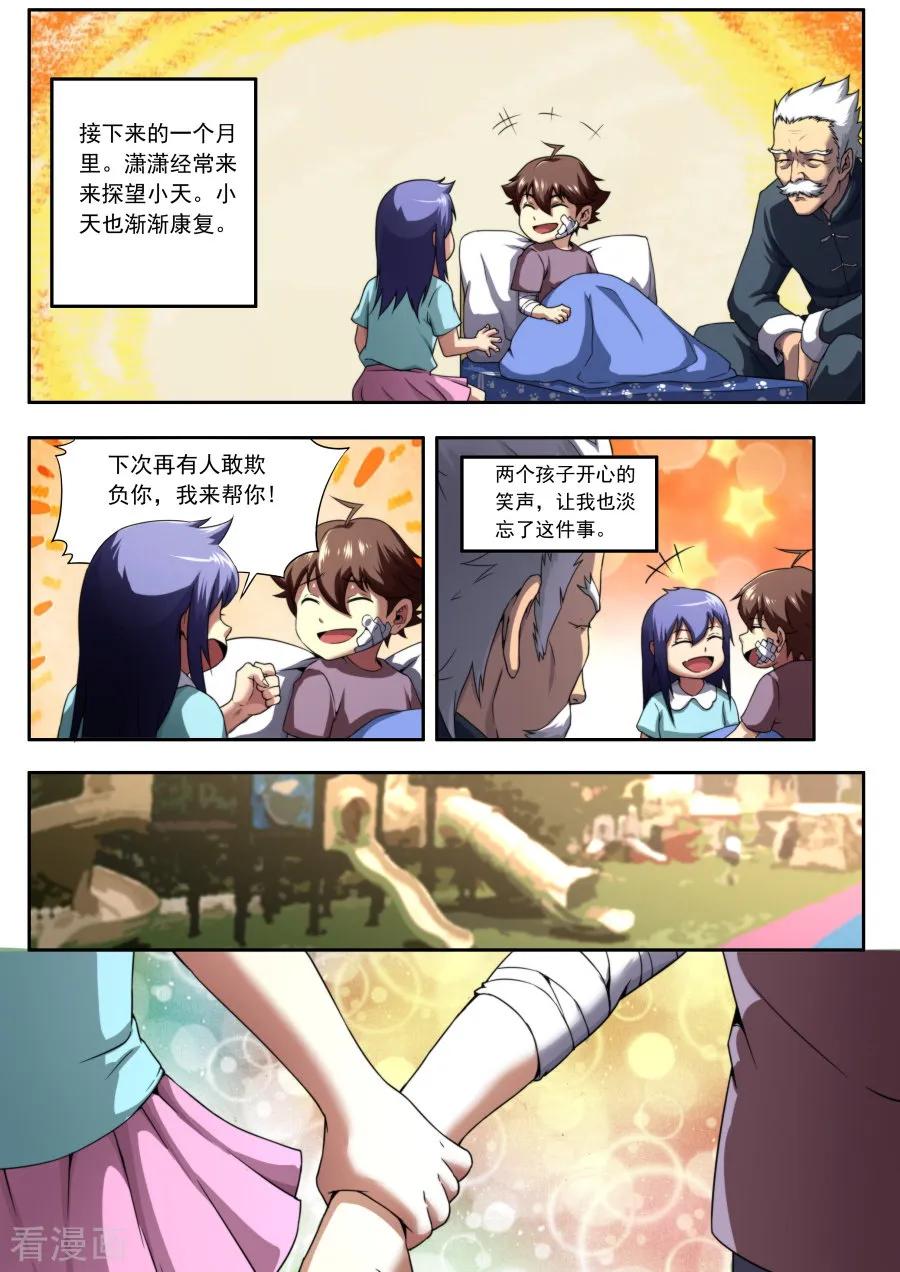 接下来的一个月
里。潇潇经常来
来探望小天。小
天也渐渐康复。
下次再有人敢欺
负你，我来帮你！
两个孩子开心的
笑声，让我也淡
忘了这件事。
看漫画